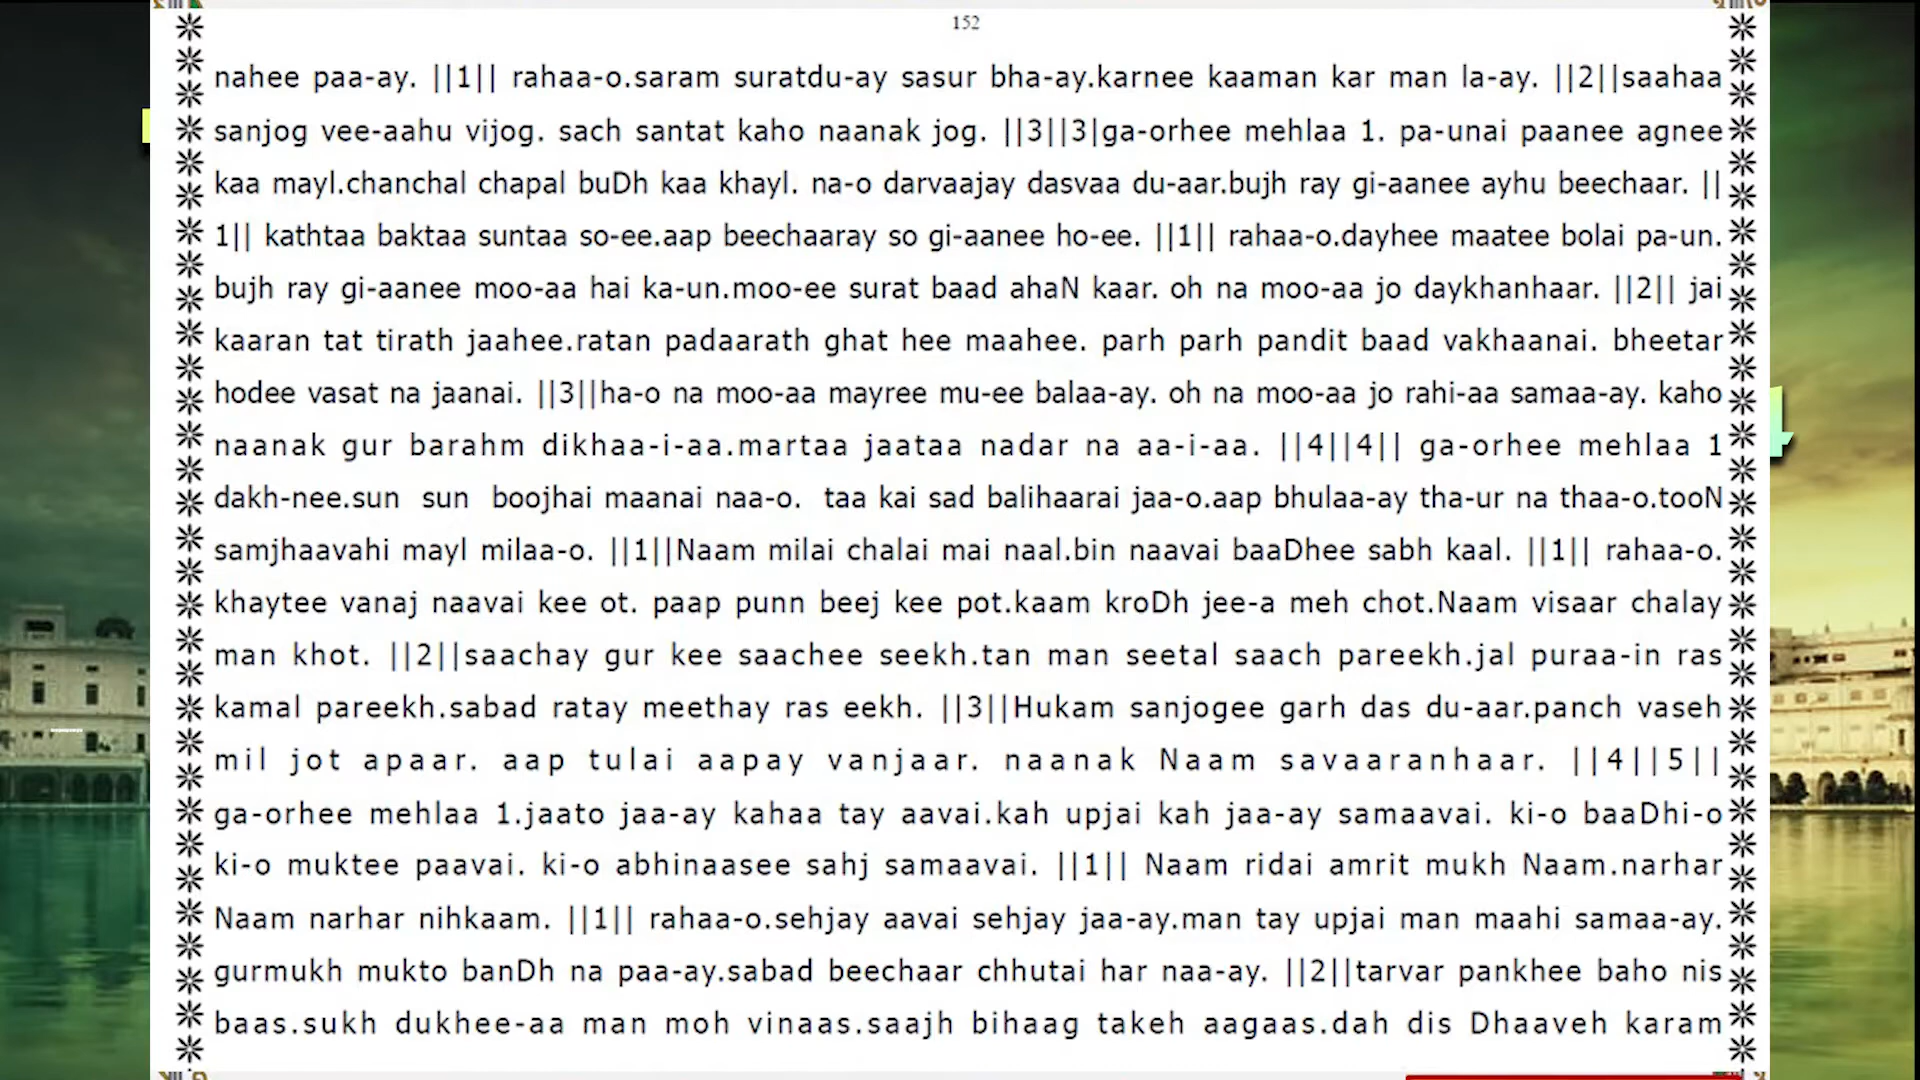 152
nahee paa-ay. ||1|| rahaa-o.saram suratdu-ay sasur bha-ay.karnee kaaman kar man la-ay. ||2||saahaa
sanjog vee-aahu vijog. sach santat kaho naanak jog. ||3||3|ga-orhee mehlaa 1. pa-unai paanee agnee
kaa mayl.chanchal chapal buDh kaa khayl. na-o darvaajay dasvaa du-aar.bujh ray gi-aanee ayhu beechaar. ||
1|| kathtaa baktaa suntaa so-ee.aap beechaaray so gi-aanee ho-ee. ||1|| rahaa-o.dayhee maatee bolai pa-un.
bujh ray gi-aanee moo-aa hai ka-un.moo-ee surat baad ahaN kaar. oh na moo-aa jo daykhanhaar. ||2|| jai
kaaran tat tirath jaahee.ratan padaarath ghat hee maahee. parh parh pandit baad vakhaanai. bheetar
hodee vasat na jaanai. ||3||ha-o na moo-aa mayree mu-ee balaa-ay. oh na moo-aa jo rahi-aa samaa-ay. kaho
naanak gur barahm dikhaa-i-aa.martaa jaataa nadar na aa-i-aa. ||4||4|| ga-orhee mehlaa 1
dakh-nee.sun sun boojhai maanai naa-o. taa kai sad balihaarai jaa-o.aap bhulaa-ay tha-ur na thaa-o.tooN
samjhaavahi mayl milaa-o. ||1||Naam milai chalai mai naal.bin naavai baaDhee sabh kaal. ||1|| rahaa-o.
khaytee vanaj naavai kee ot. paap punn beej kee pot.kaam kroDh jee-a meh chot.Naam visaar chalay
man khot. ||2||saachay gur kee saachee seekh.tan man seetal saach pareekh.jal puraa-in ras
kamal pareekh.sabad ratay meethay ras eekh. ||3||Hukam sanjogee garh das du-aar.panch vaseh
mil jot apaar. aap tulai aapay vanjaar. naanak Naam savaaranhaar. ||4||5||
ga-orhee mehlaa 1.jaato jaa-ay kahaa tay aavai.kah upjai kah jaa-ay samaavai. ki-o baaDhi-o
ki-o muktee paavai. ki-o abhinaasee sahj samaavai. ||1|| Naam ridai amrit mukh Naam.narhar
Naam narhar nihkaam. ||1|| rahaa-o.sehjay aavai sehjay jaa-ay.man tay upjai man maahi samaa-ay.
gurmukh mukto banDh na paa-ay.sabad beechaar chhutai har naa-ay. ||2||tarvar pankhee baho nis
baas.sukh dukhee-aa man moh vinaas.saajh bihaag takeh aagaas.dah dis Dhaaveh karam